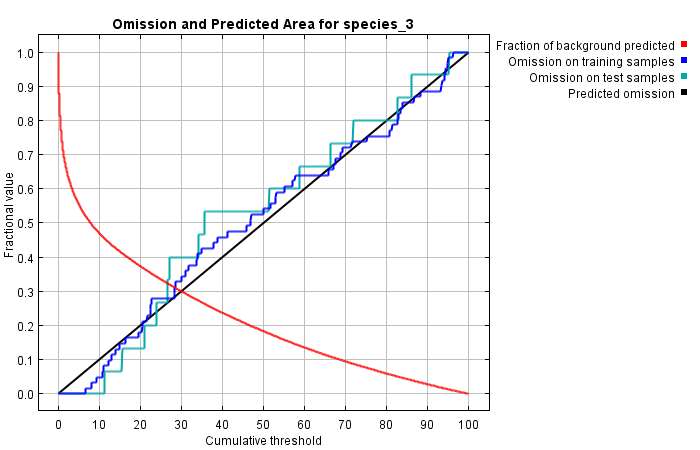 Omission and Predicted Area for species_3
Fraction of background predicted
Omission on training samples
Omission on test samples
Predicted omission
Fractional value
1.0
0.9
0.8
0.7
0.6
0.5
0.4
0.3
0.2
0.1
0.0
0 10 20 30 40 50 60 70 80 90 100
Cumulative threshold